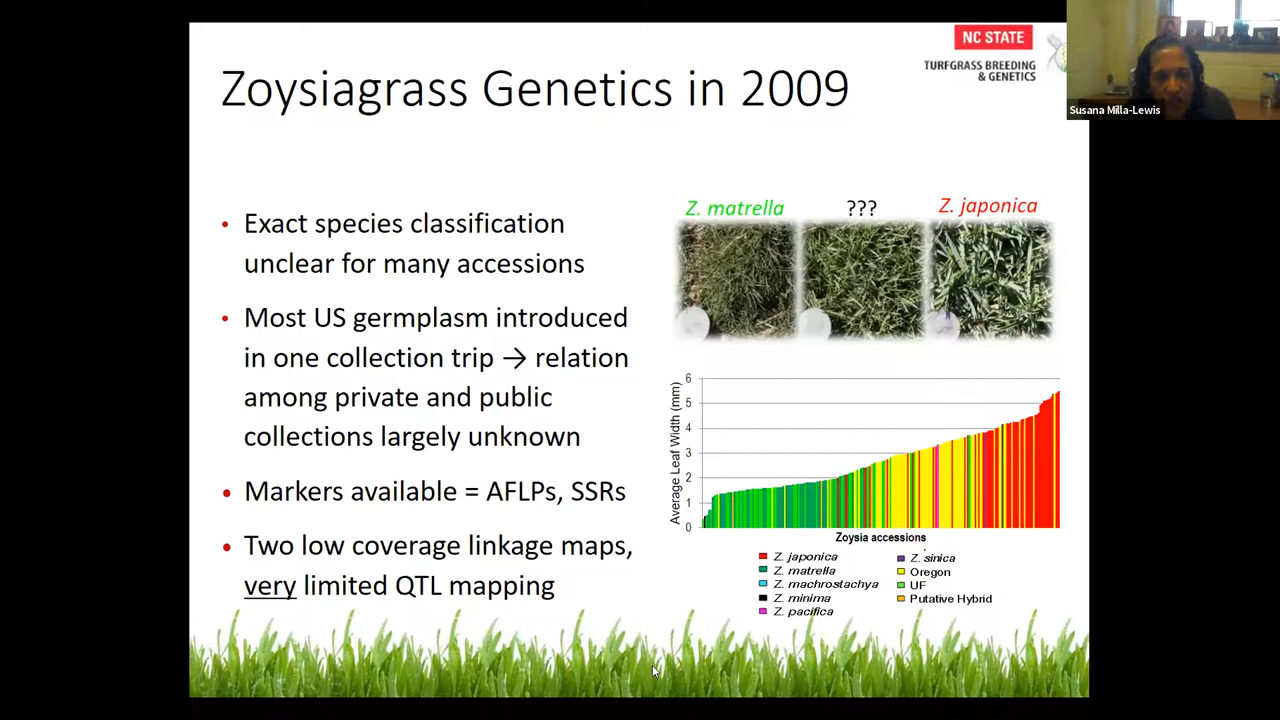 Zoysiagrass Genetics in 2009
NC STATE
TURFGRASS BREEDING
& GENETICS
Susana Milla-Lewis
• Exact species classification
unclear for many accessions
• Most US germplasm introduced
in one collection trip → relation
among private and public
collections largely unknown
• Markers available = AFLPs, SSRs
• Two low coverage linkage maps,
very limited QTL mapping
Z. matrella
???
Z. japonica
Average Leaf Width (mm)
6
5
4
3
2
1
0
Zoysia accessions
Z. japonica
Z. matrella
Z. machrostachya
Z. minima
Z. pacifica
Z. sinica
Oregon
UF
Putative Hybrid